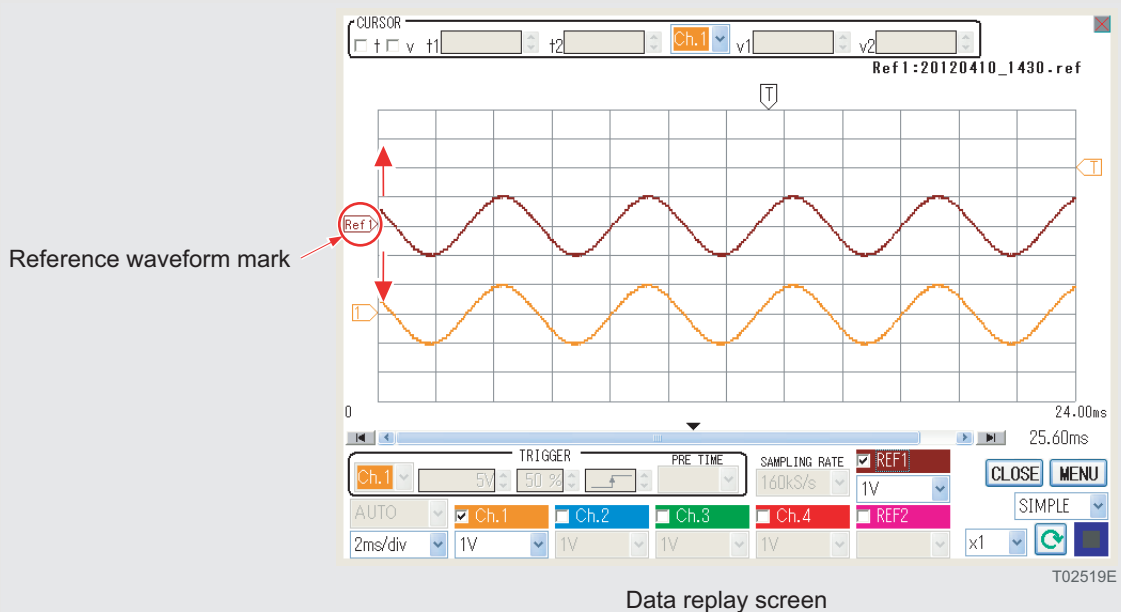 CURSOR
t v t1 t2 Ch.1 v1 v2
Ref1:20120410_1430.ref
T
T
Ref1
Reference waveform mark
1
0 24.00ms
25.60ms
TRIGGER PRE TIME SAMPLING RATE REF1
Ch.1 5V 50 % 160kS/s 1V CLOSE MENU
AUTO Ch.1 Ch.2 Ch.3 Ch.4 REF2 SIMPLE
2ms/div 1V 1V 1V 1V x1
T02519E
Data replay screen